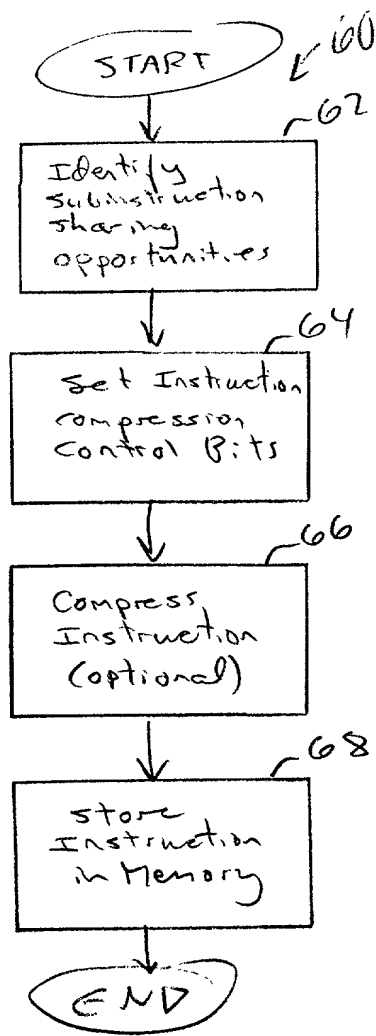 START
60
62
Identify
subinstruction
sharing
opportunities
64
Set Instruction
compression
Control Bits
66
Compress
Instruction
(optional)
68
Store
Instruction
in Memory
END